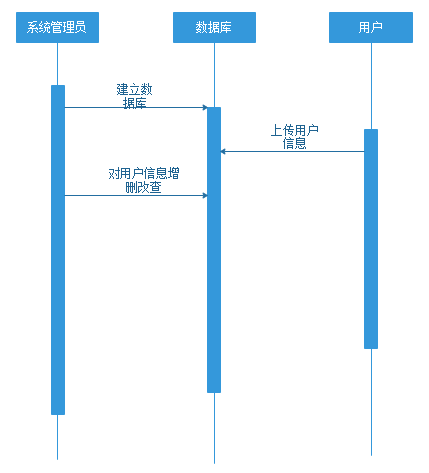 系统管理员
数据库
用户
建立数
据库
上传用户
信息
对用户信息增
删改查